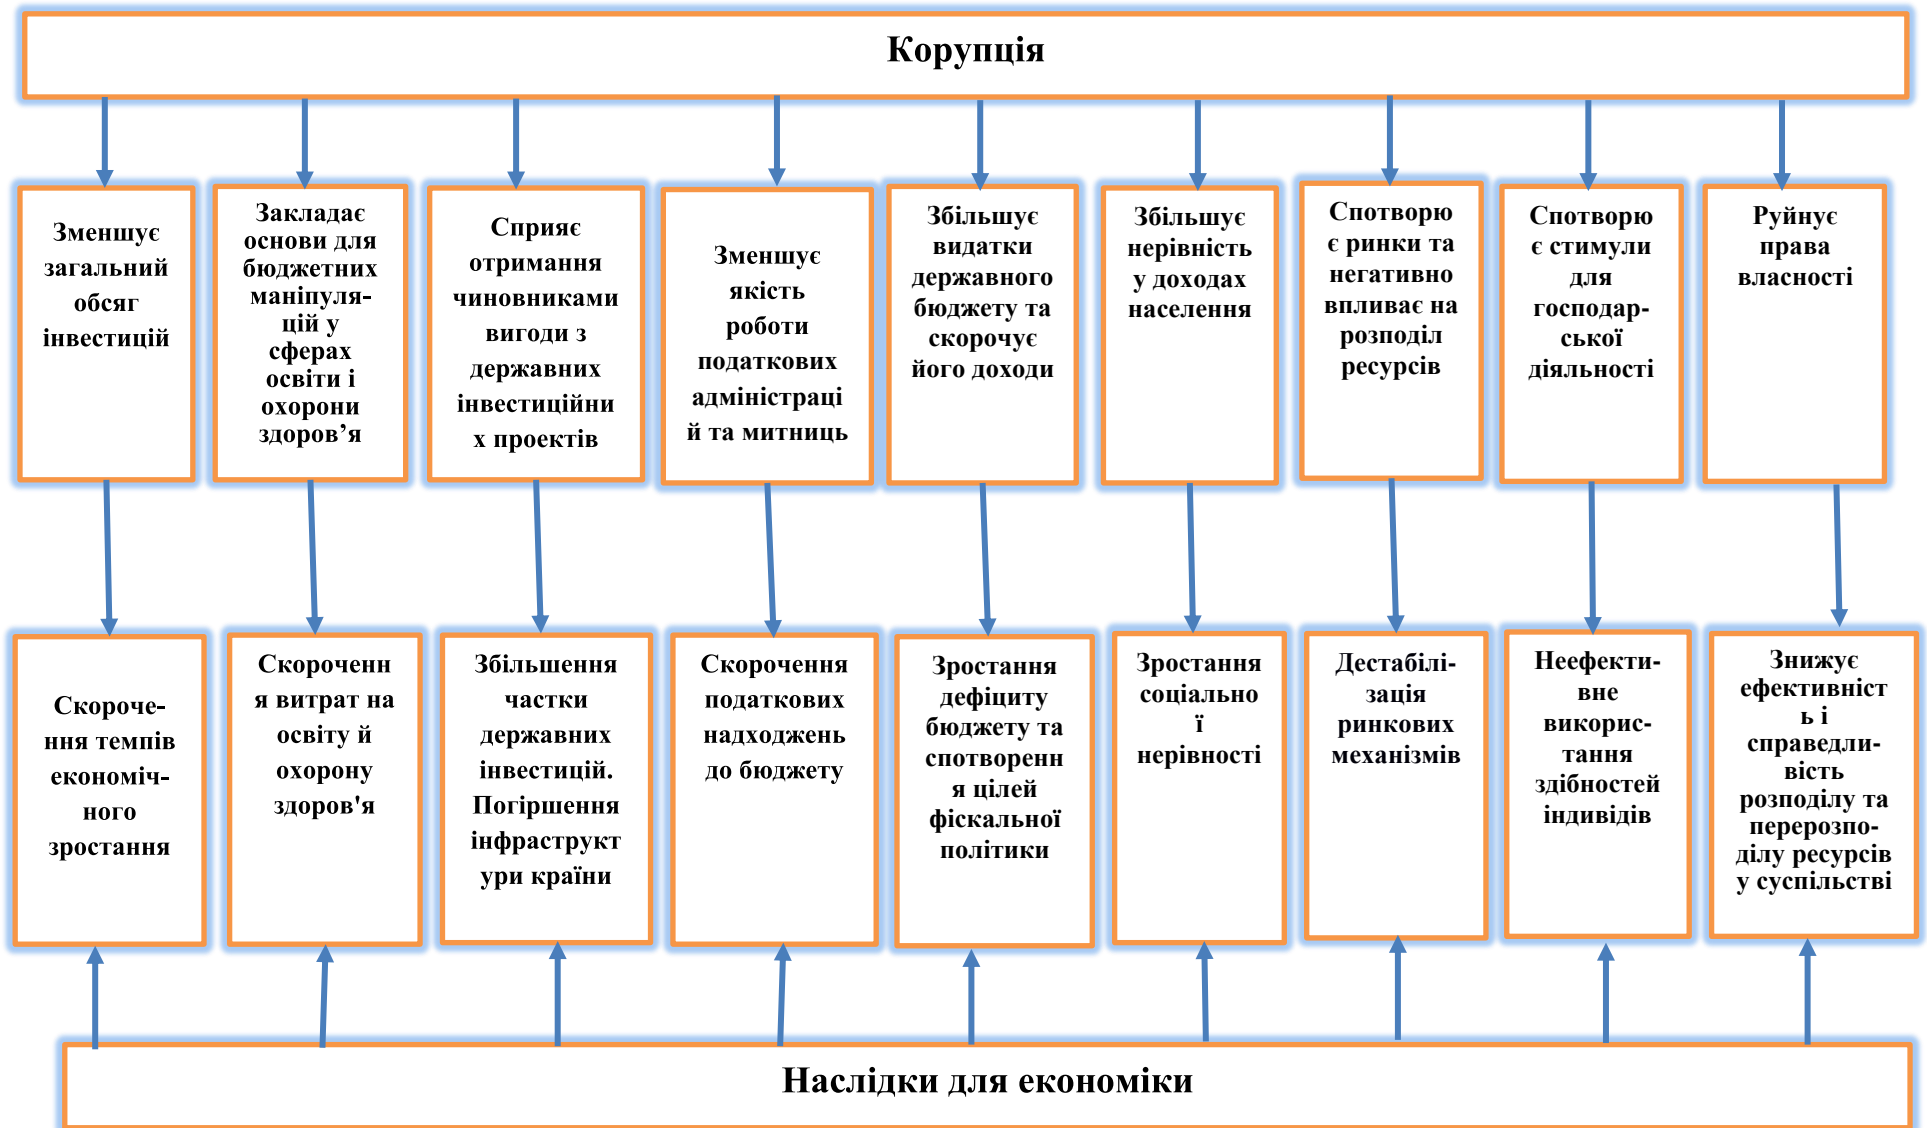 Корупція
Зменшує
загальний
обсяг
інвестицій
Закладає
основи для
бюджетних
маніпуля-
цій у
сферах
освіти і
охорони
здоров’я
Сприяє
отримання
чиновниками
вигоди з
державних
інвестиційни
х проектів
Зменшує
якість
роботи
податкових
адміністраці
й та митниць
Збільшує
видатки
державного
бюджету та
скорочує
його доходи
Збільшує
нерівність
у доходах
населення
Спотворю
є ринки та
негативно
впливає на
розподіл
ресурсів
Спотворю
є стимули
для
господар-
ської
діяльності
Руйнує
права
власності
Скороче-
ння темпів
економіч-
ного
зростання
Скороченн
я витрат на
освіту й
охорону
здоров'я
Збільшення
частки
державних
інвестицій.
Погіршення
інфраструкт
ури країни
Скорочення
податкових
надходжень
до бюджету
Зростання
дефіциту
бюджету та
спотворенн
я цілей
фіскальної
політики
Зростання
соціально
ї
нерівності
Дестабілі-
зація
ринкових
механізмів
Неефекти-
вне
викорис-
тання
здібностей
індивідів
Знижує
ефективніст
ь і
справедли-
вість
розподілу та
перерозпо-
ділу ресурсів
у суспільстві
Наслідки для економіки